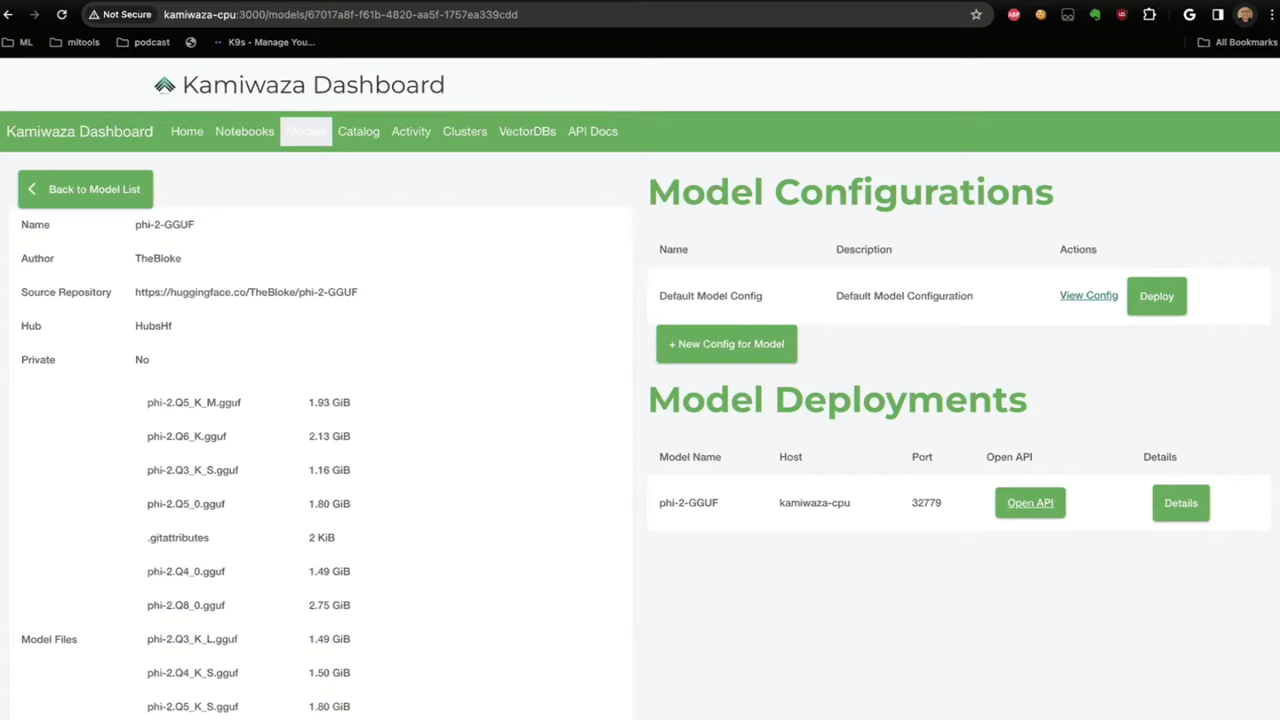 Not Secure kamiwaza-cpu:3000/models/67017a8f-f61b-4820-aa5f-1757ea339cdd
ML mltools podcast K9s - Manage You... All Bookmarks
Kamiwaza Dashboard
Kamiwaza Dashboard Home Notebooks Models Catalog Activity Clusters VectorDBs API Docs
Back to Model List
Name phi-2-GGUF
Author TheBloke
Source Repository https://huggingface.co/TheBloke/phi-2-GGUF
Hub HubsHf
Private No
phi-2.Q5_K_M.gguf 1.93 GiB
phi-2.Q6_K.gguf 2.13 GiB
phi-2.Q3_K_S.gguf 1.16 GiB
phi-2.Q5_0.gguf 1.80 GiB
.gitattributes 2 KiB
phi-2.Q4_0.gguf 1.49 GiB
phi-2.Q8_0.gguf 2.75 GiB
Model Files phi-2.Q3_K_L.gguf 1.49 GiB
phi-2.Q4_K_S.gguf 1.50 GiB
phi-2.Q5_K_S.gguf 1.80 GiB
Model Configurations
Name Description Actions
Default Model Config Default Model Configuration View Config Deploy
+ New Config for Model
Model Deployments
Model Name Host Port Open API Details
phi-2-GGUF kamiwaza-cpu 32779 Open API Details